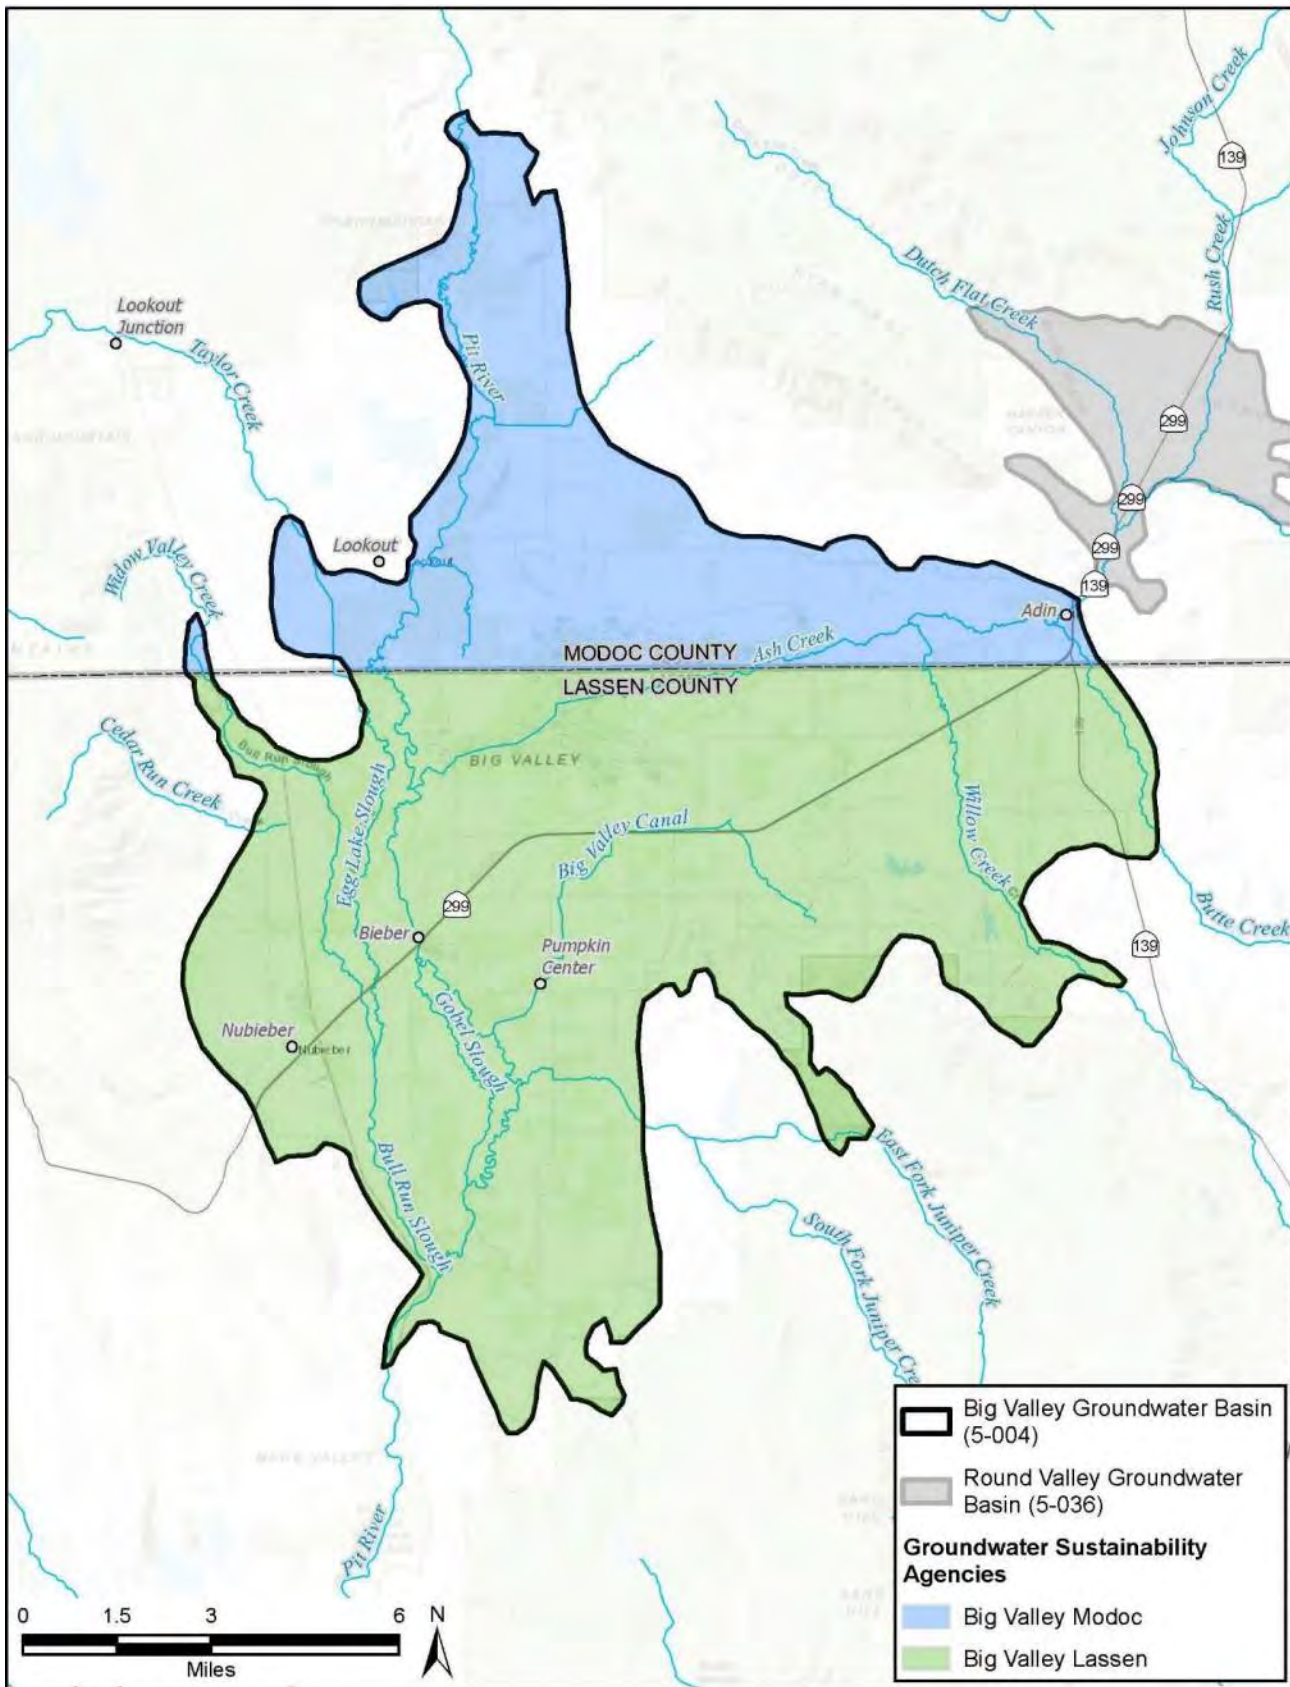 Johnson Creek
139
Rush Creek
Dutch Flat Creek
Lookout
Junction
Taylor Creek
Pit River
299
299
Lookout
299
Widow Valley Creek
139
Adin
MODOC COUNTY
Ash Creek
LASSEN COUNTY
Cedar Run Creek
Bull Run Slough
BIG VALLEY
Egg Lake Slough
Big Valley Canal
Willow Creek
299
Bieber
Butte Creek
139
Pumpkin
Center
Gobel Slough
Nubieber
Nubieber
Bull Run Slough
East Fork Juniper Creek
South Fork Juniper Cre
Pit River
0 1.5 3 6
Miles
N
Big Valley Groundwater Basin
(5-004)
Round Valley Groundwater
Basin (5-036)
Groundwater Sustainability
Agencies
Big Valley Modoc
Big Valley Lassen